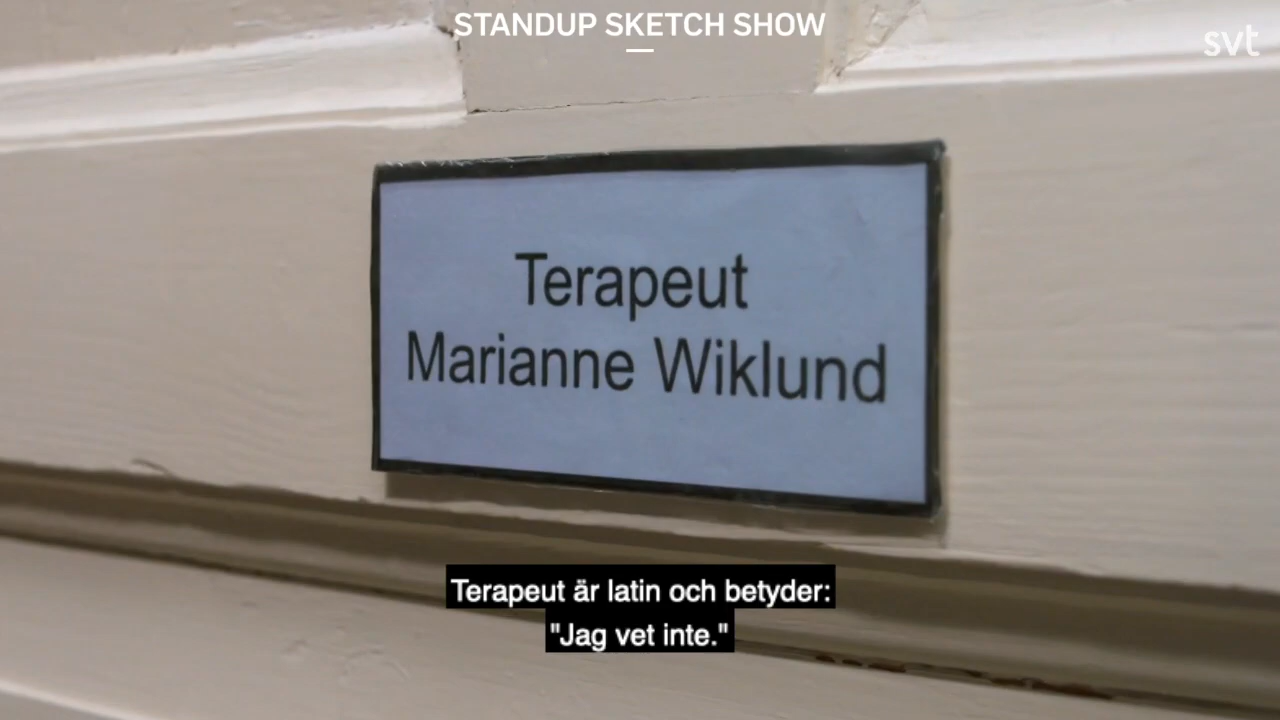 STANDUP SKETCH SHOW
svt
Terapeut
Marianne Wiklund
Terapeut är latin och betyder:
"Jag vet inte."